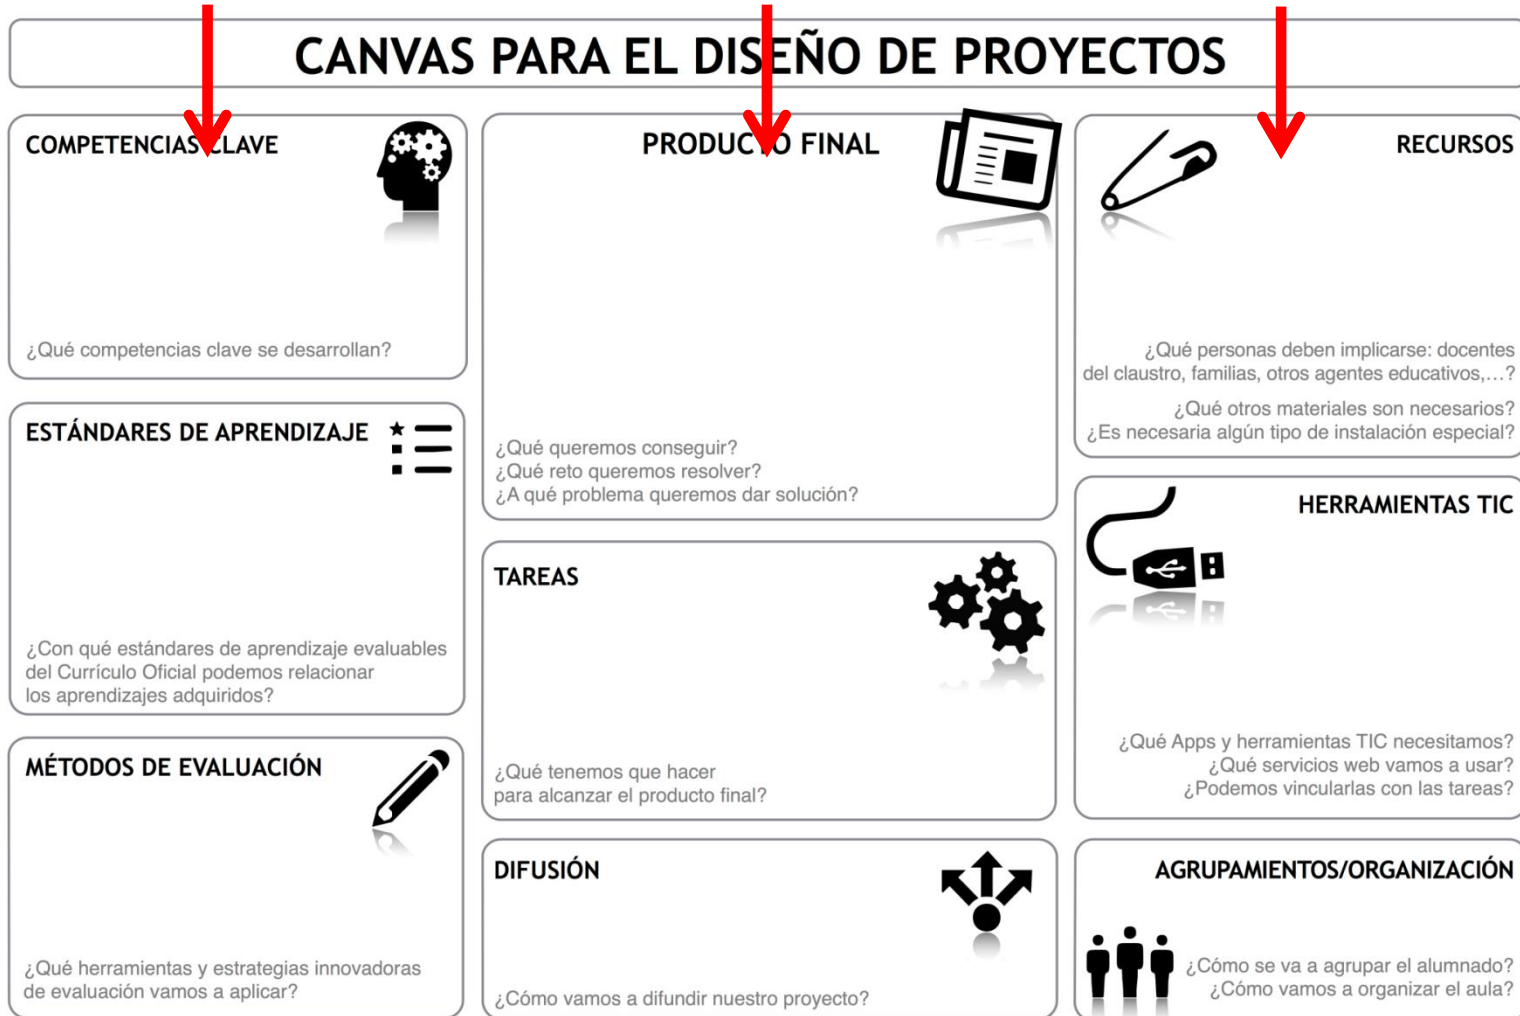 CANVAS PARA EL DISEÑO DE PROYECTOS
COMPETENCIAS CLAVE
¿Qué competencias clave se desarrollan?
ESTÁNDARES DE APRENDIZAJE
¿Con qué estándares de aprendizaje evaluables
del Currículo Oficial podemos relacionar
los aprendizajes adquiridos?
MÉTODOS DE EVALUACIÓN
¿Qué herramientas y estrategias innovadoras
de evaluación vamos a aplicar?
PRODUCTO FINAL
¿Qué queremos conseguir?
¿Qué reto queremos resolver?
¿A qué problema queremos dar solución?
TAREAS
¿Qué tenemos que hacer
para alcanzar el producto final?
DIFUSIÓN
¿Cómo vamos a difundir nuestro proyecto?
RECURSOS
¿Qué personas deben implicarse: docentes
del claustro, familias, otros agentes educativos,...?
¿Qué otros materiales son necesarios?
¿Es necesaria algún tipo de instalación especial?
HERRAMIENTAS TIC
¿Qué Apps y herramientas TIC necesitamos?
¿Qué servicios web vamos a usar?
¿Podemos vincularlas con las tareas?
AGRUPAMIENTOS/ORGANIZACIÓN
¿Cómo se va a agrupar el alumnado?
¿Cómo vamos a organizar el aula?